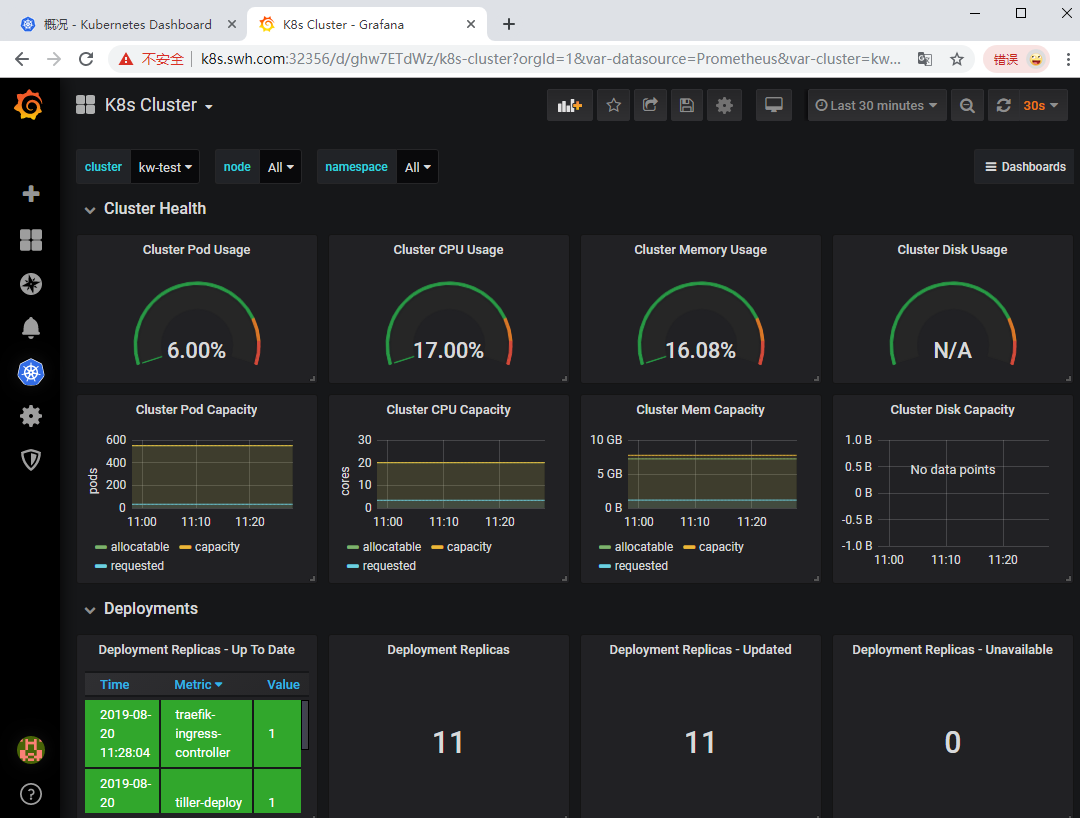 概况 - Kubernetes Dashboard
K8s Cluster - Grafana
不安全
k8s.swh.com:32356/d/ghw7ETdWz/k8s-cluster?orgId=1&var-datasource=Prometheus&var-cluster=kw...
错误
K8s Cluster
Last 30 minutes
30s
cluster kw-test
node All
namespace All
Dashboards
Cluster Health
Cluster Pod Usage
6.00%
Cluster CPU Usage
17.00%
Cluster Memory Usage
16.08%
Cluster Disk Usage
N/A
Cluster Pod Capacity
pods
600
400
200
0
11:00 11:10 11:20
allocatable capacity
requested
Cluster CPU Capacity
cores
30
20
10
0
11:00 11:10 11:20
allocatable capacity
requested
Cluster Mem Capacity
10 GB
5 GB
0 B
11:00 11:10 11:20
allocatable capacity
requested
Cluster Disk Capacity
1.0 B
0.5 B
0 B
-0.5 B
-1.0 B
No data points
11:00 11:10 11:20
Deployments
Deployment Replicas - Up To Date
Time Metric Value
2019-08-
20
11:28:04
traefik-
ingress-
controller
1
2019-08-
20
tiller-deploy
1
Deployment Replicas
11
Deployment Replicas - Updated
11
Deployment Replicas - Unavailable
0